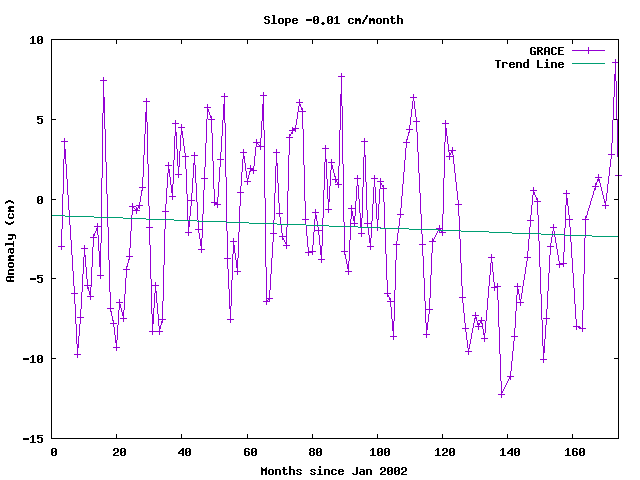 Slope -0.01 cm/month
GRACE
Trend Line
10
5
0
-5
-10
-15
Anomaly (cm)
0 20 40 60 80 100 120 140 160
Months since Jan 2002